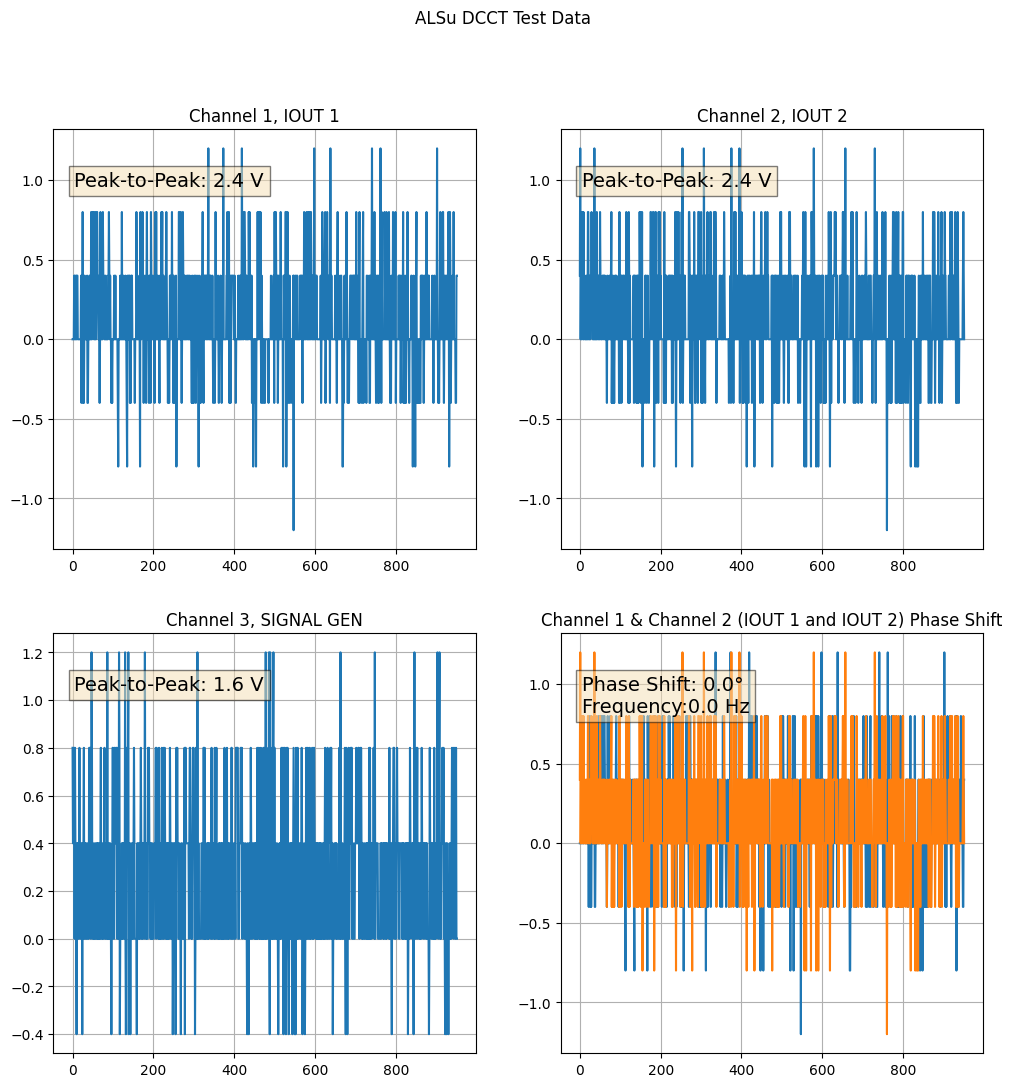 ALSu DCCT Test Data
Channel 1, IOUT 1
Peak-to-Peak: 2.4 V
1.0
0.5
0.0
−0.5
−1.0
0 200 400 600 800
Channel 2, IOUT 2
Peak-to-Peak: 2.4 V
1.0
0.5
0.0
−0.5
−1.0
0 200 400 600 800
Channel 3, SIGNAL GEN
Peak-to-Peak: 1.6 V
1.2
1.0
0.8
0.6
0.4
0.2
0.0
−0.2
−0.4
0 200 400 600 800
Channel 1 & Channel 2 (IOUT 1 and IOUT 2) Phase Shift
Phase Shift: 0.0°
Frequency:0.0 Hz
1.0
0.5
0.0
−0.5
−1.0
0 200 400 600 800